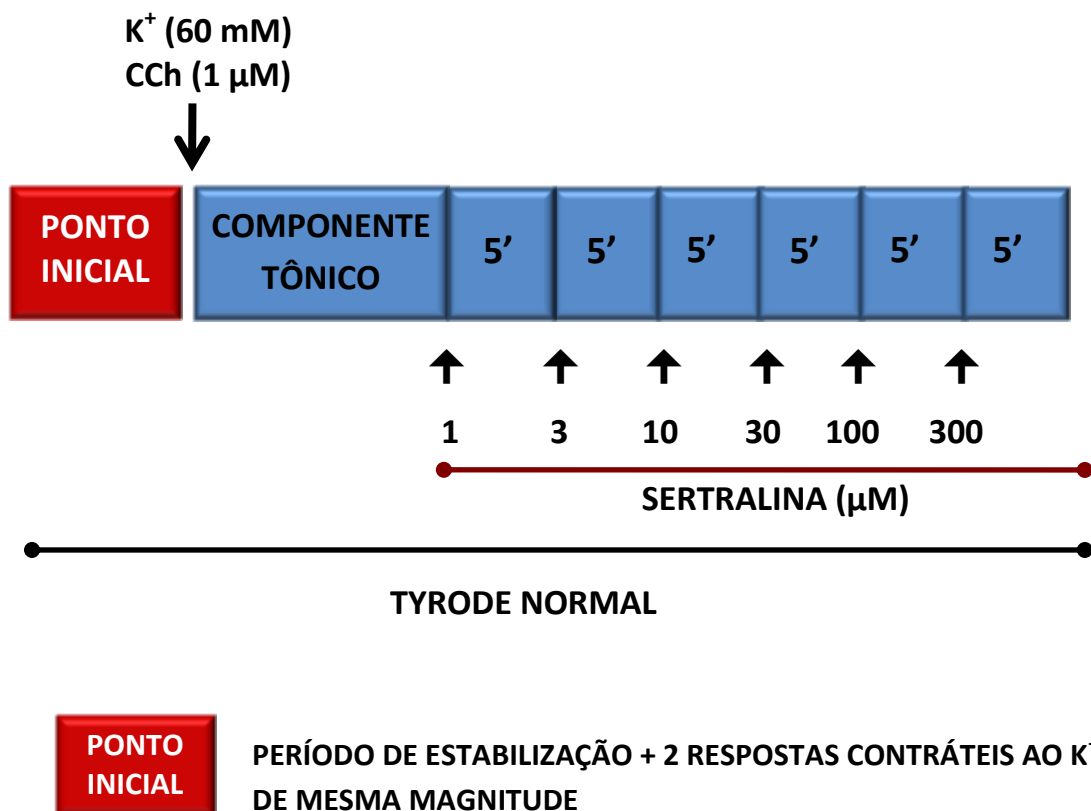 K⁺ (60 mM)
CCh (1 µM)
PONTO INICIAL
COMPONENTE TÔNICO
5’ 5’ 5’ 5’ 5’ 5’
1 3 10 30 100 300
SERTRALINA (µM)
TYRODE NORMAL
PONTO INICIAL
PERÍODO DE ESTABILIZAÇÃO + 2 RESPOSTAS CONTRÁTEIS AO K⁺
DE MESMA MAGNITUDE